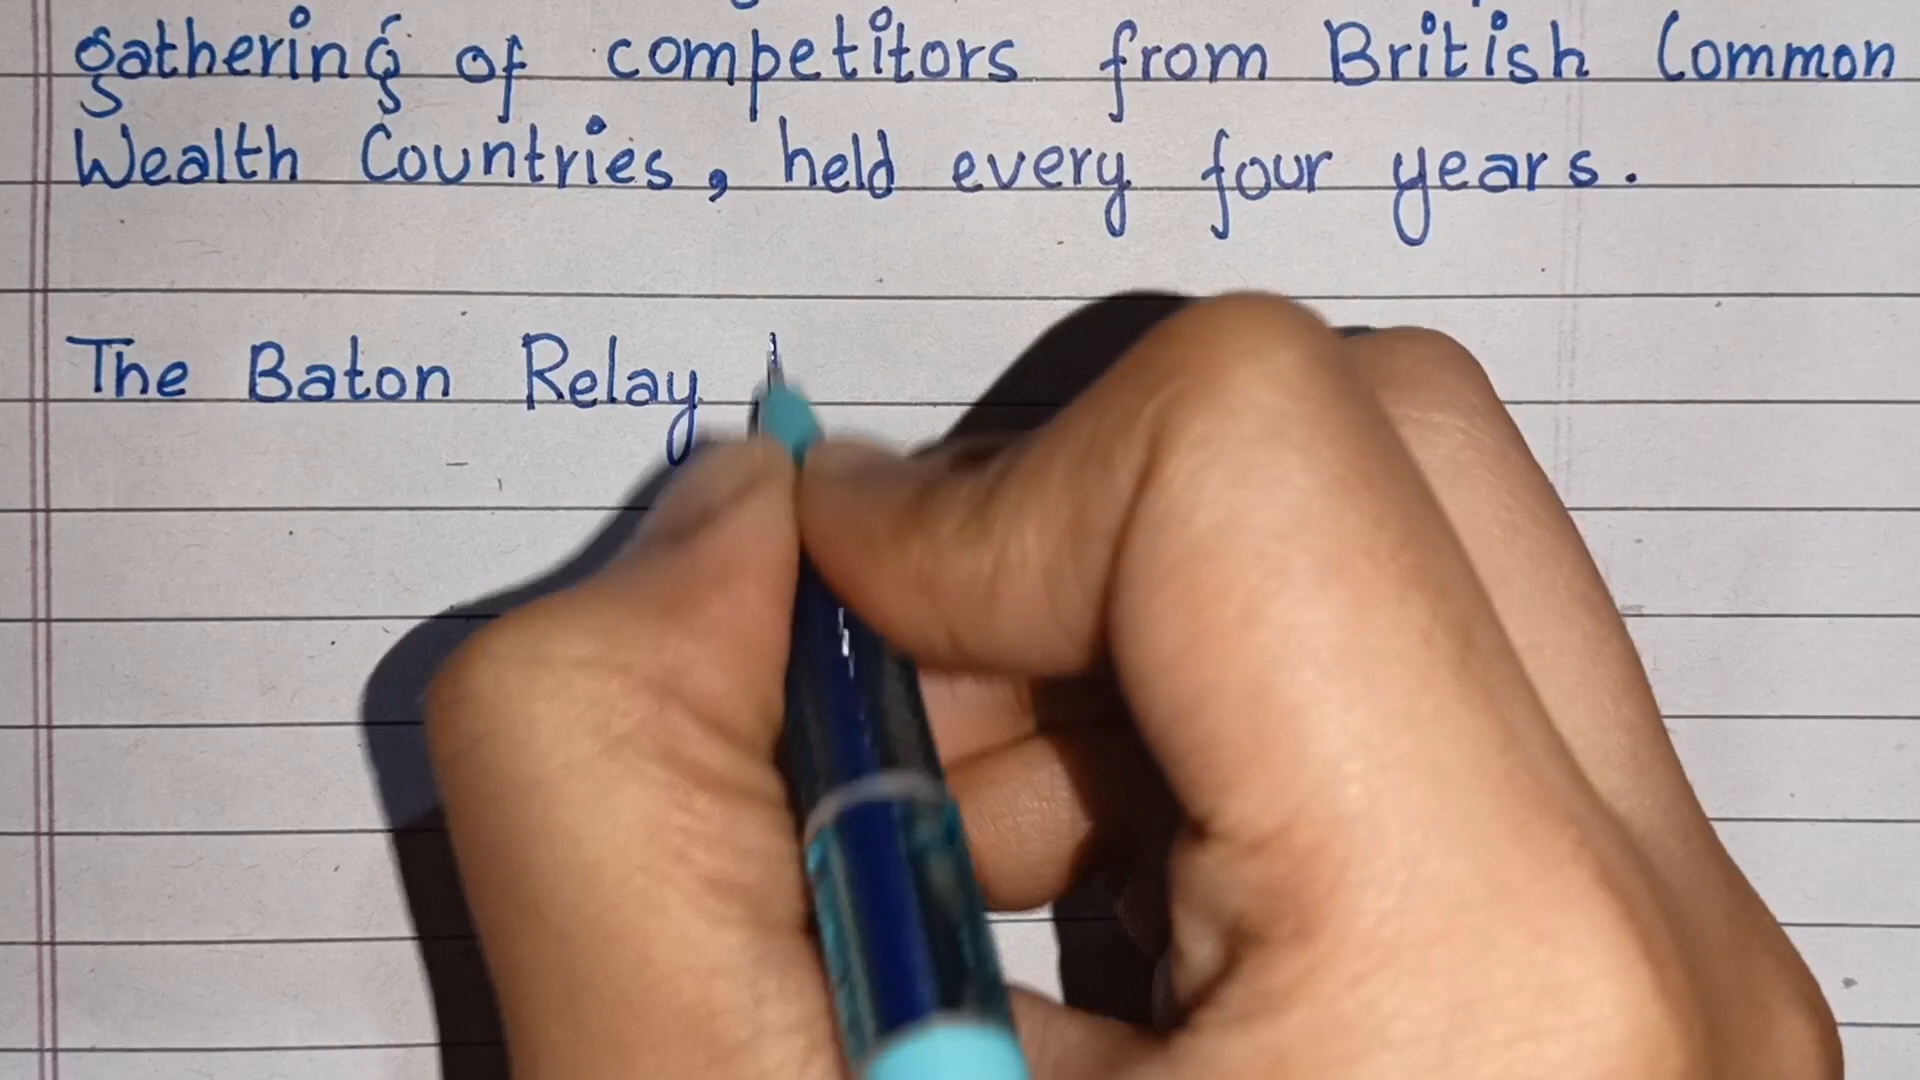 gathering of competitors from British Common
Wealth Countries, held every four years.
The Baton Relay